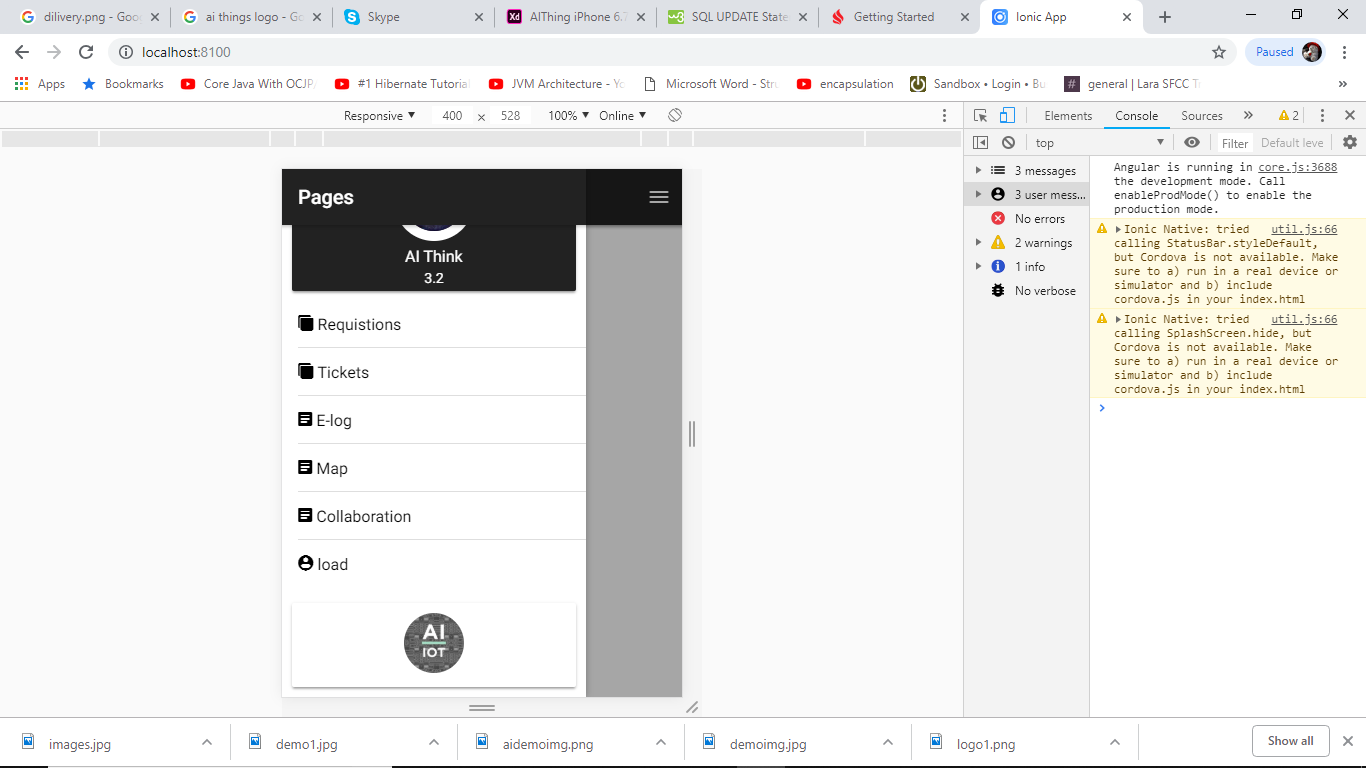 dilivery.png - Goo
ai things logo - Go
Skype
AIThing iPhone 6.7
SQL UPDATE State
Getting Started
Ionic App
localhost:8100
Paused
Apps
Bookmarks
Core Java With OCJP
#1 Hibernate Tutorial
JVM Architecture - Yo
Microsoft Word - Stru
encapsulation
Sandbox • Login • Bu
general | Lara SFCC Tr
»
Responsive ▼ 400 x 528 100% ▼ Online ▼
Elements Console Sources » 2
top ▼ Filter Default leve
Pages
AI Think
3.2
Requistions
Tickets
E-log
Map
Collaboration
load
AI
IOT
3 messages
3 user mess...
No errors
2 warnings
1 info
No verbose
Angular is running in core.js:3688
the development mode. Call
enableProdMode() to enable the
production mode.
Ionic Native: tried util.js:66
calling StatusBar.styleDefault,
but Cordova is not available. Make
sure to a) run in a real device or
simulator and b) include
cordova.js in your index.html
Ionic Native: tried util.js:66
calling SplashScreen.hide, but
Cordova is not available. Make
sure to a) run in a real device or
simulator and b) include
cordova.js in your index.html
images.jpg
demo1.jpg
aidemoimg.png
demoimg.jpg
logo1.png
Show all